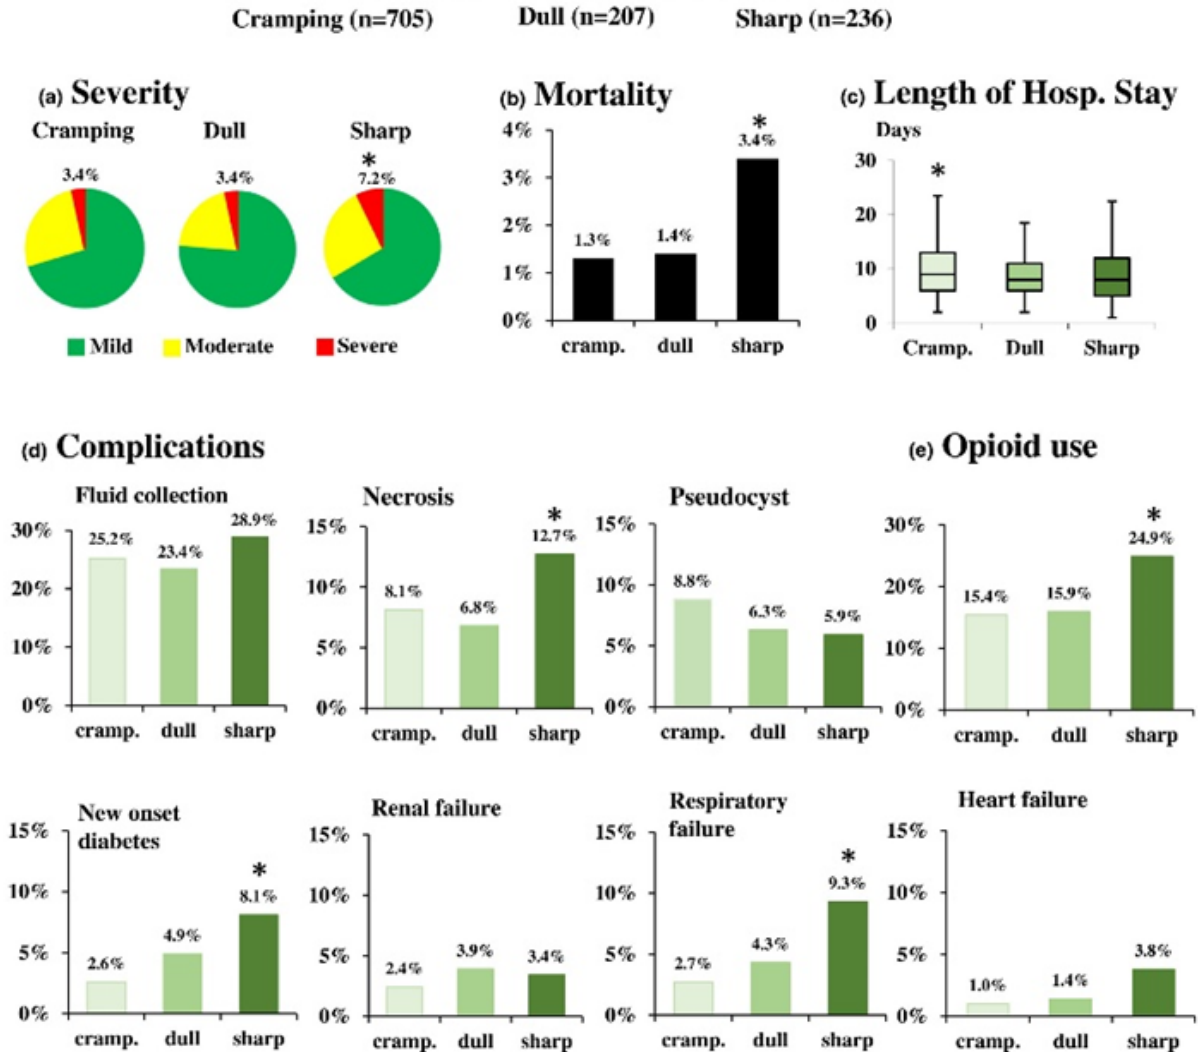 Cramping (n=705) Dull (n=207) Sharp (n=236)
(a) Severity
Cramping Dull Sharp
*
3.4% 3.4% 7.2%
Mild Moderate Severe
(b) Mortality
4%
3%
2%
1%
0%
1.3% 1.4% 3.4%
*
cramp. dull sharp
(c) Length of Hosp. Stay
Days
30
20
10
0
*
Cramp. Dull Sharp
(d) Complications
Fluid collection
30%
20%
10%
0%
25.2% 23.4% 28.9%
cramp. dull sharp
Necrosis
15%
10%
5%
0%
8.1% 6.8% 12.7%
*
cramp. dull sharp
Pseudocyst
15%
10%
5%
0%
8.8% 6.3% 5.9%
cramp. dull sharp
(e) Opioid use
30%
20%
10%
0%
15.4% 15.9% 24.9%
*
cramp. dull sharp
New onset
diabetes
15%
10%
5%
0%
2.6% 4.9% 8.1%
*
cramp. dull sharp
Renal failure
15%
10%
5%
0%
2.4% 3.9% 3.4%
cramp. dull sharp
Respiratory
failure
15%
10%
5%
0%
2.7% 4.3% 9.3%
*
cramp. dull sharp
Heart failure
15%
10%
5%
0%
1.0% 1.4% 3.8%
cramp. dull sharp